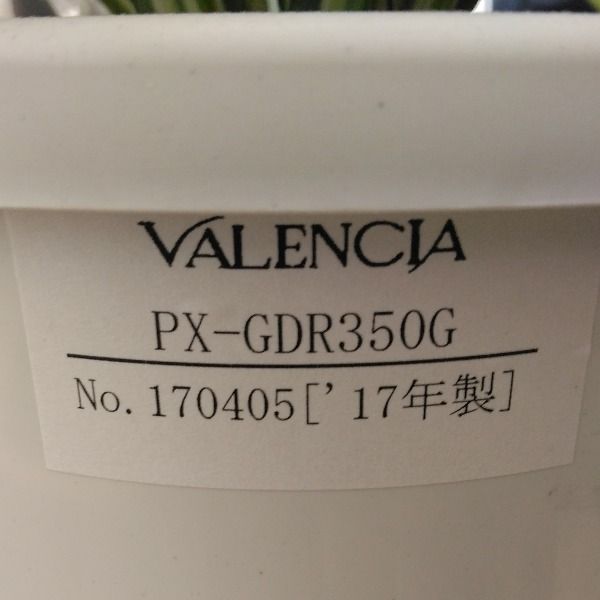 VALENCIA
PX-GDR350G
No. 170405['17年製]